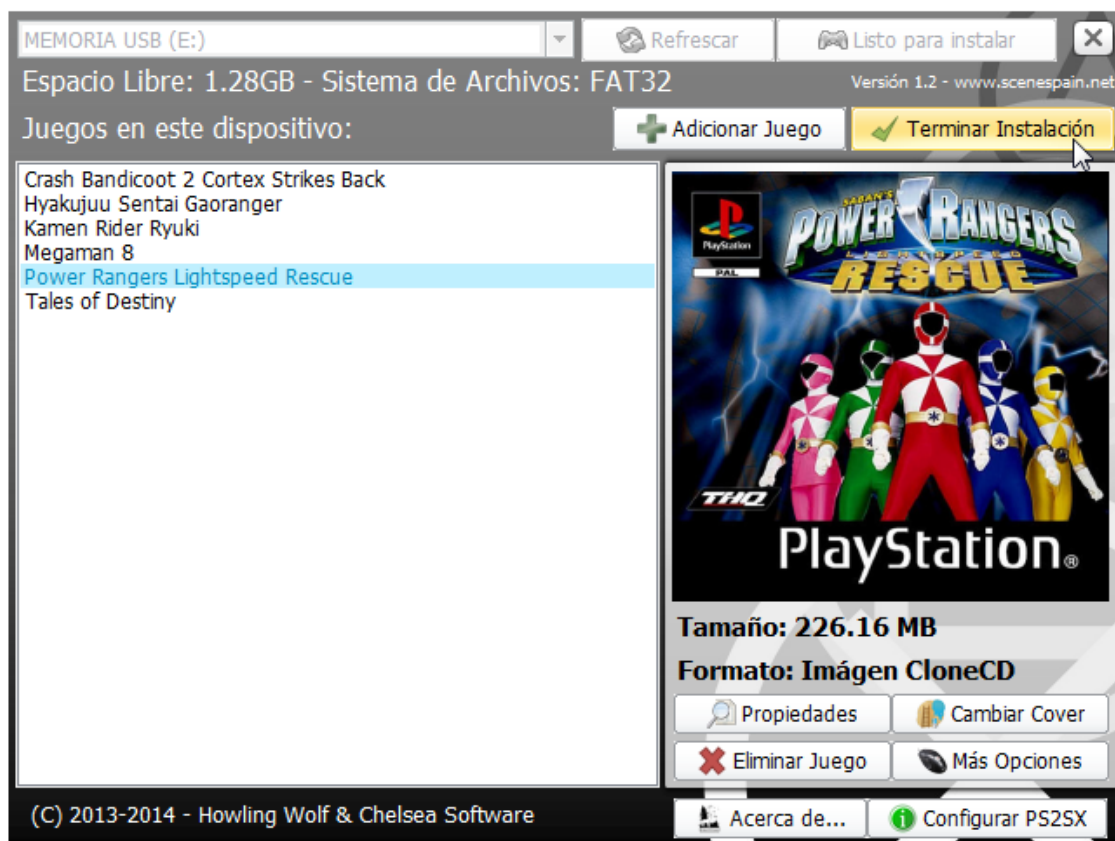 MEMORIA USB (E:)
Refrescar
Listo para instalar
Espacio Libre: 1.28GB - Sistema de Archivos: FAT32
Versión 1.2 - www.scenespain.net
Juegos en este dispositivo:
Adicionar Juego
Terminar Instalación
Crash Bandicoot 2 Cortex Strikes Back
Hyakujuu Sentai Gaoranger
Kamen Rider Ryuki
Megaman 8
Power Rangers Lightspeed Rescue
Tales of Destiny
PlayStation
PAL
SABAN'S
POWER RANGERS
LIGHTSPEED
RESCUE
THQ
PlayStation®
Tamaño: 226.16 MB
Formato: Imágen CloneCD
Propiedades
Cambiar Cover
Eliminar Juego
Más Opciones
(C) 2013-2014 - Howling Wolf & Chelsea Software
Acerca de...
Configurar PS2SX